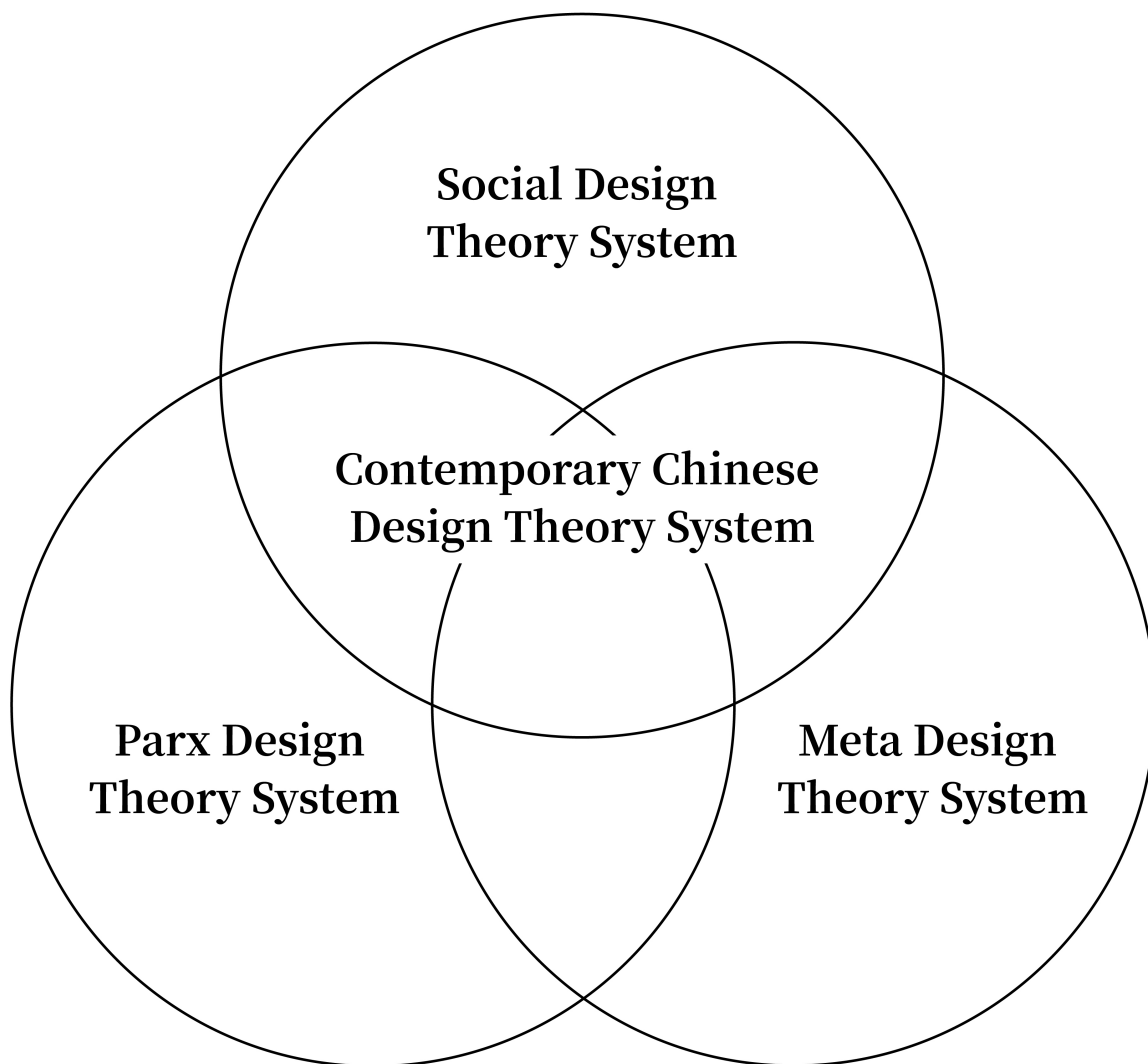 Social Design
Theory System
Contemporary Chinese
Design Theory System
Parx Design
Theory System
Meta Design
Theory System